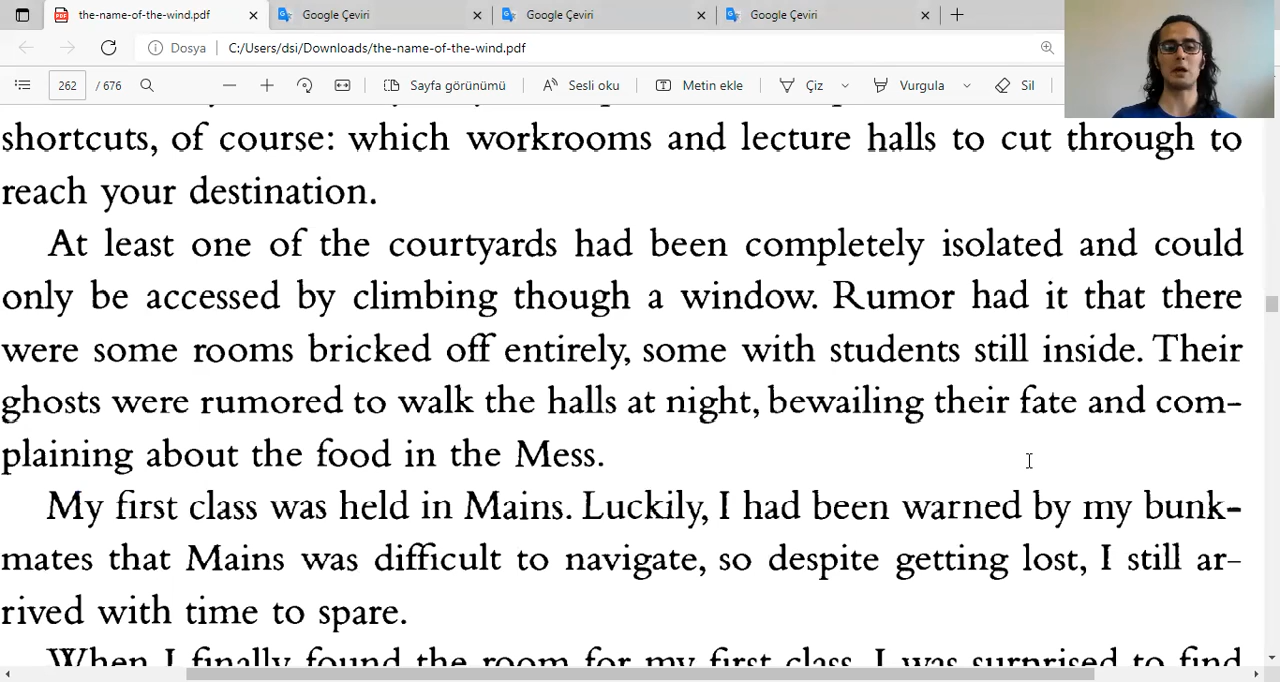 the-name-of-the-wind.pdf
Google Çeviri
Google Çeviri
Google Çeviri
Dosya
C:/Users/dsi/Downloads/the-name-of-the-wind.pdf
262 / 676
Sayfa görünümü
Sesli oku
Metin ekle
Çiz
Vurgula
Sil
shortcuts, of course: which workrooms and lecture halls to cut through to
reach your destination.
At least one of the courtyards had been completely isolated and could
only be accessed by climbing though a window. Rumor had it that there
were some rooms bricked off entirely, some with students still inside. Their
ghosts were rumored to walk the halls at night, bewailing their fate and com-
plaining about the food in the Mess.
My first class was held in Mains. Luckily, I had been warned by my bunk-
mates that Mains was difficult to navigate, so despite getting lost, I still ar-
rived with time to spare.
When I finally found the room for my first class, I was surprised to find